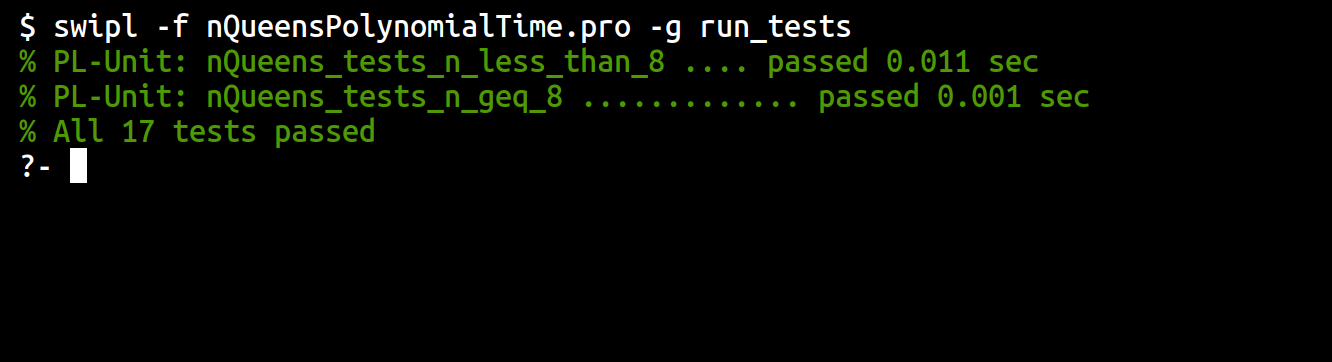 $ swipl -f nQueensPolynomialTime.pro -g run_tests
% PL-Unit: nQueens_tests_n_less_than_8 .... passed 0.011 sec
% PL-Unit: nQueens_tests_n_geq_8 ............. passed 0.001 sec
% All 17 tests passed
?-